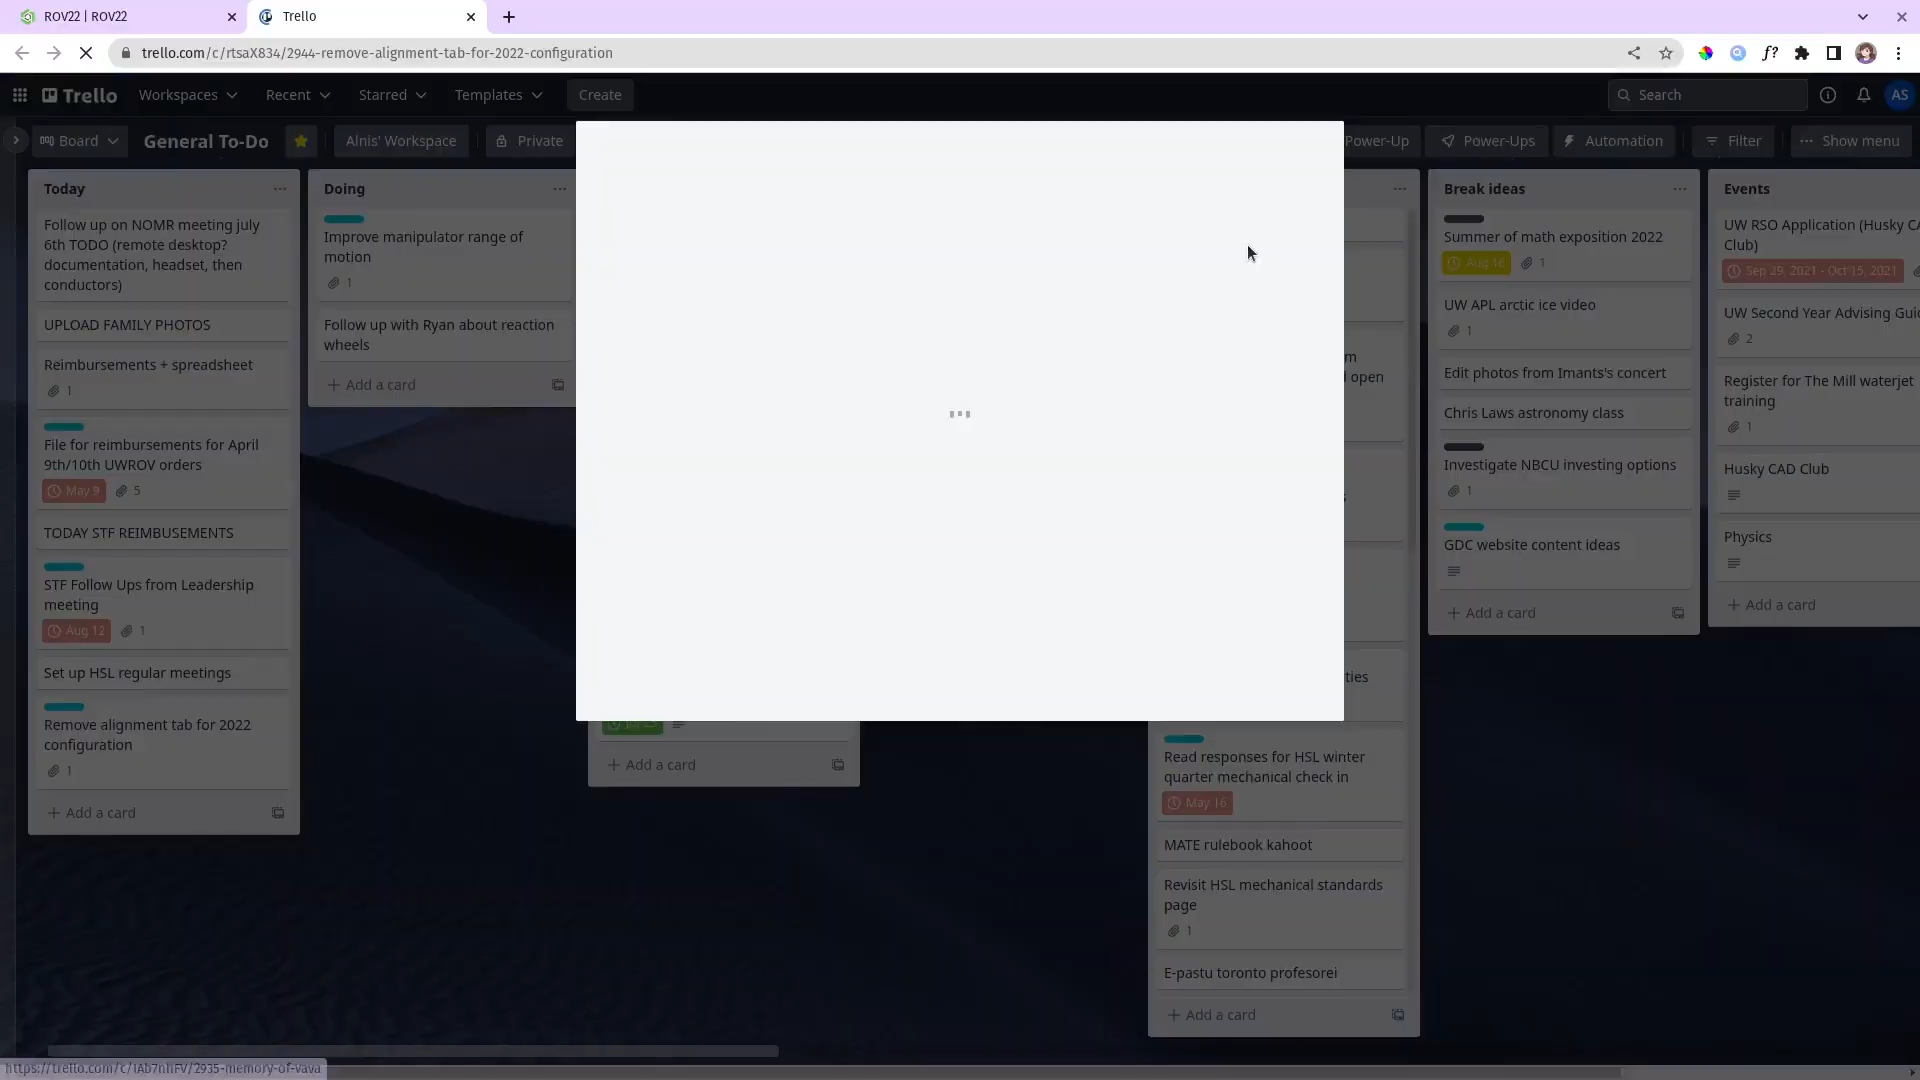 ROV22 | ROV22
Trello
trello.com/c/rtsaX834/2944-remove-alignment-tab-for-2022-configuration
f?
Trello
Workspaces
Recent
Starred
Templates
Create
Search
AS
Board
General To-Do
Alnis' Workspace
Private
Power-Up
Power-Ups
Automation
Filter
Show menu
Today
Follow up on NOMR meeting july
6th TODO (remote desktop?
documentation, headset, then
conductors)
UPLOAD FAMILY PHOTOS
Reimbursements + spreadsheet
1
File for reimbursements for April
9th/10th UWROV orders
May 9
5
TODAY STF REIMBUSEMENTS
STF Follow Ups from Leadership
meeting
Aug 12
1
Set up HSL regular meetings
Remove alignment tab for 2022
configuration
1
+ Add a card
Doing
Improve manipulator range of
motion
1
Follow up with Ryan about reaction
wheels
+ Add a card
+ Add a card
m
open
ties
Read responses for HSL winter
quarter mechanical check in
May 16
MATE rulebook kahoot
Revisit HSL mechanical standards
page
1
E-pastu toronto profesorei
+ Add a card
Break ideas
Summer of math exposition 2022
Aug 16
1
UW APL arctic ice video
1
Edit photos from Imants's concert
Chris Laws astronomy class
Investigate NBCU investing options
1
GDC website content ideas
+ Add a card
Events
UW RSO Application (Husky CA
Club)
Sep 29, 2021 - Oct 15, 2021
UW Second Year Advising Gui
2
Register for The Mill waterjet
training
1
Husky CAD Club
Physics
+ Add a card